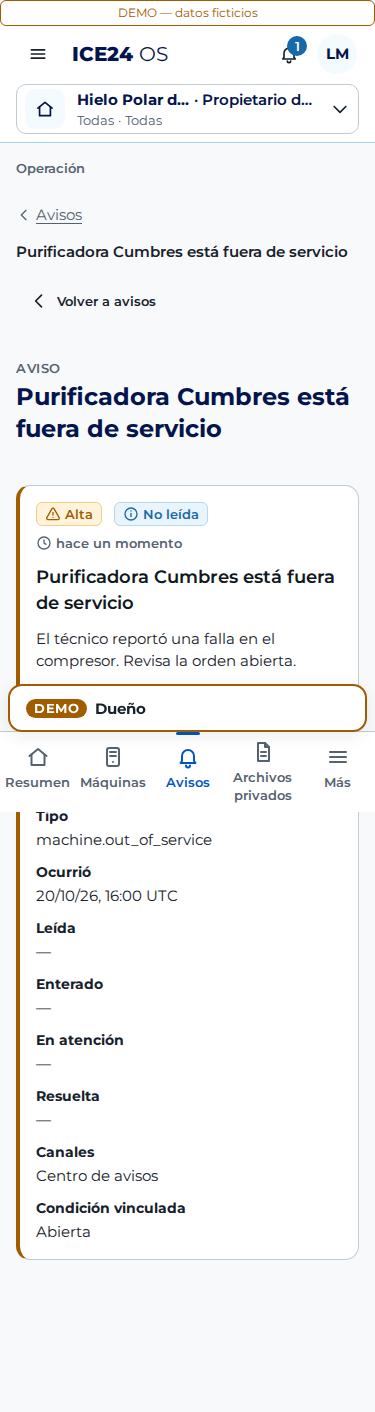 DEMO — datos ficticios
ICE24 OS
1
LM
Hielo Polar d... · Propietario d...
Todas · Todas
Operación
Avisos
Purificadora Cumbres está fuera de servicio
Volver a avisos
AVISO
Purificadora Cumbres está
fuera de servicio
Alta
No leída
hace un momento
Purificadora Cumbres está fuera
de servicio
El técnico reportó una falla en el
compresor. Revisa la orden abierta.
DEMO Dueño
Resumen
Máquinas
Avisos
Archivos
privados
Más
Tipo
machine.out_of_service
Ocurrió
20/10/26, 16:00 UTC
Leída
—
Enterado
—
En atención
—
Resuelta
—
Canales
Centro de avisos
Condición vinculada
Abierta